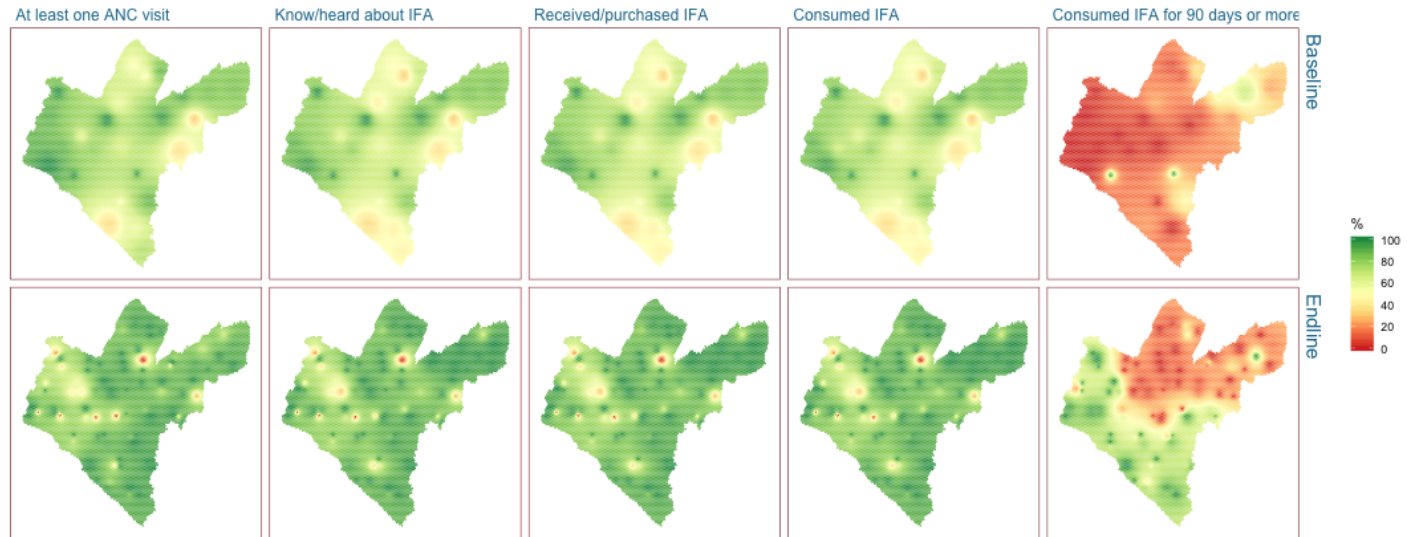 At least one ANC visit
Know/heard about IFA
Received/purchased IFA
Consumed IFA
Consumed IFA for 90 days or more
Baseline
Endline
%
100
80
60
40
20
0